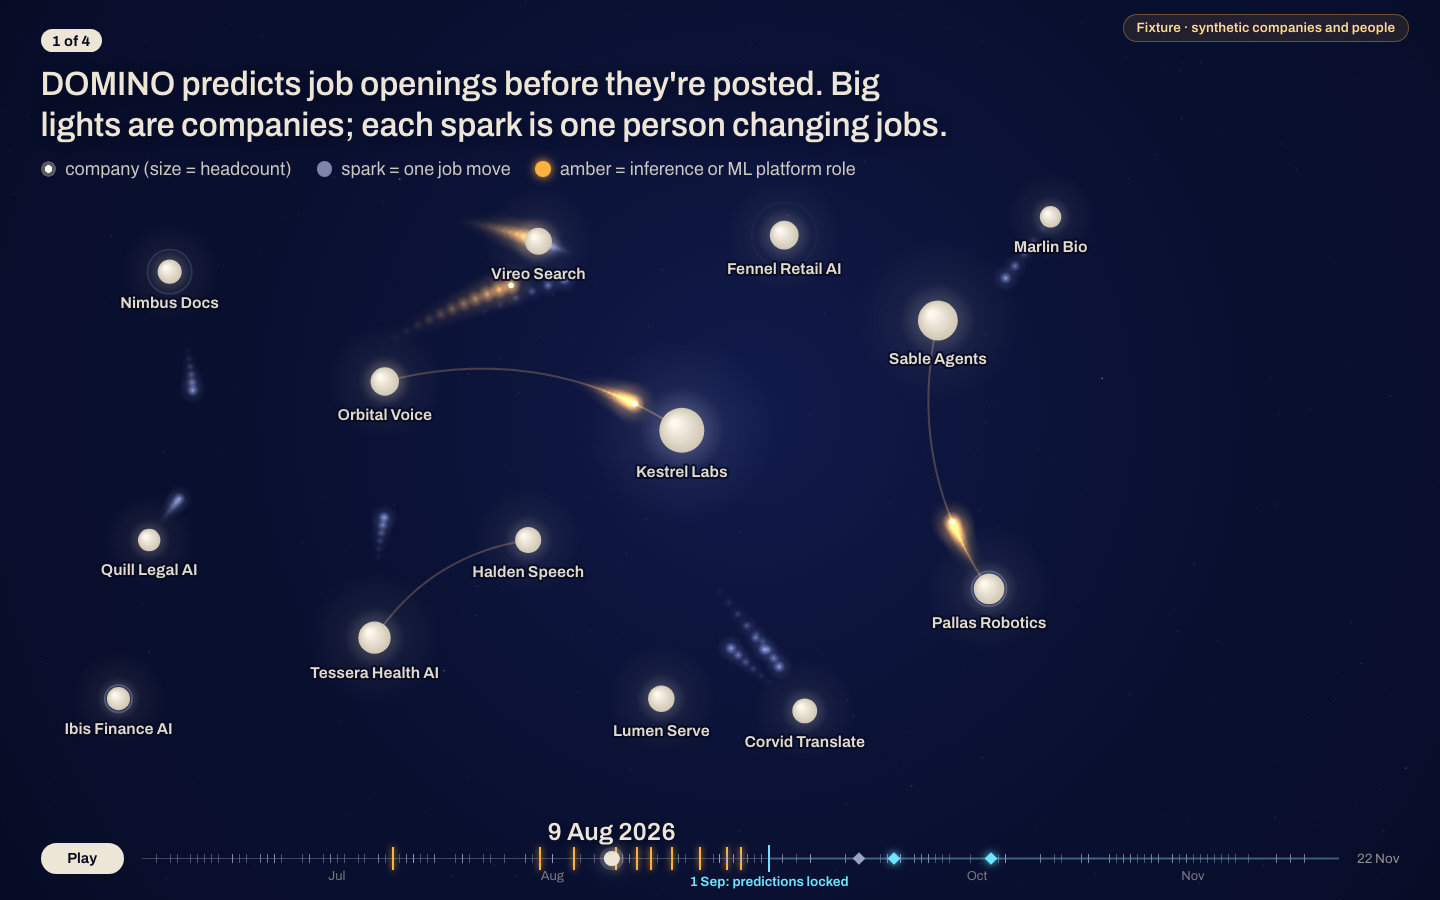 1 of 4
Fixture · synthetic companies and people
DOMINO predicts job openings before they're posted. Big
lights are companies; each spark is one person changing jobs.
company (size = headcount)
spark = one job move
amber = inference or ML platform role
Marlin Bio
Vireo Search
Fennel Retail AI
Nimbus Docs
Sable Agents
Orbital Voice
Kestrel Labs
Quill Legal AI
Halden Speech
Pallas Robotics
Tessera Health AI
Ibis Finance AI
Lumen Serve
Corvid Translate
9 Aug 2026
Play
22 Nov
Jul
Aug
1 Sep: predictions locked
Oct
Nov